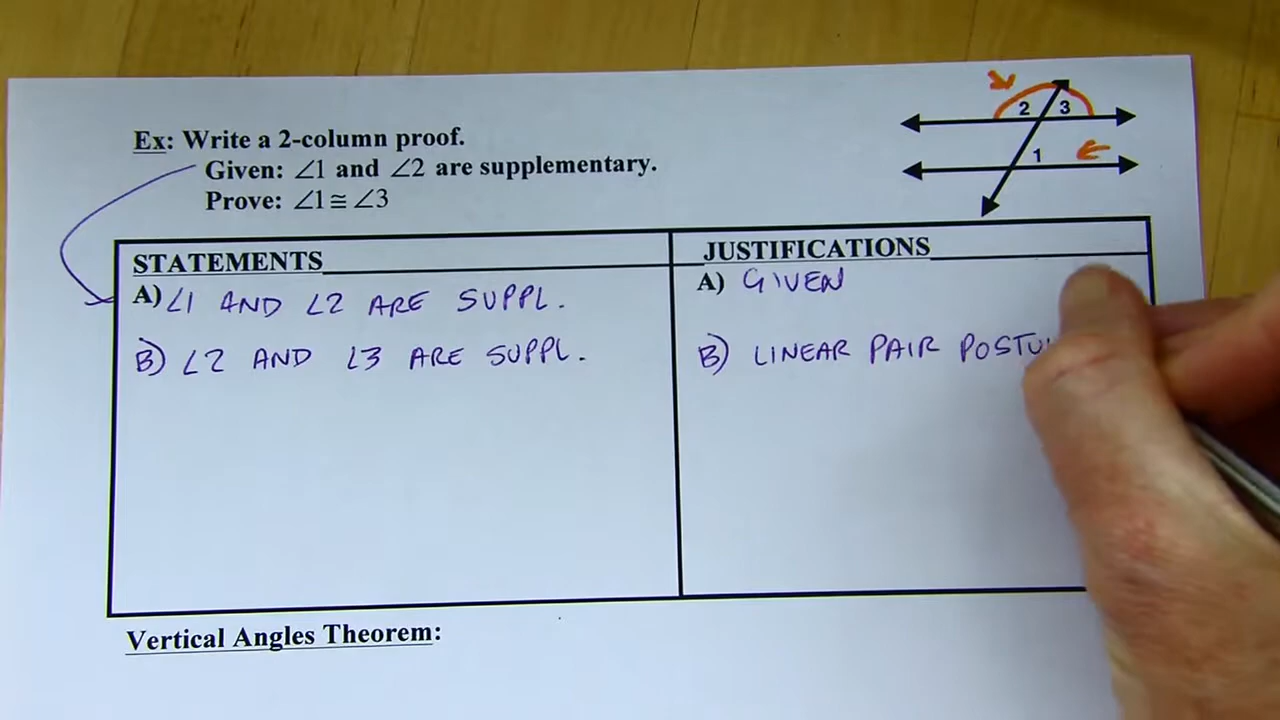 Ex: Write a 2-column proof.
Given: ∠1 and ∠2 are supplementary.
Prove: ∠1 ≅ ∠3
2 3
1
STATEMENTS
JUSTIFICATIONS
A) ∠1 AND ∠2 ARE SUPPL.
A) GIVEN
B) ∠2 AND ∠3 ARE SUPPL.
B) LINEAR PAIR
Vertical Angles Theorem: